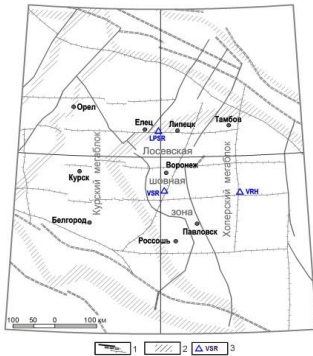 Орел
Елец
Липецк
Тамбов
LPSR
Лосевская
Воронеж
Курск
шовная
VSR
VRH
зона
Белгород
Павловск
Россошь
Курский мегаблок
Хоперский мегаблок
100 50 0 100 км
1
2
VSR 3